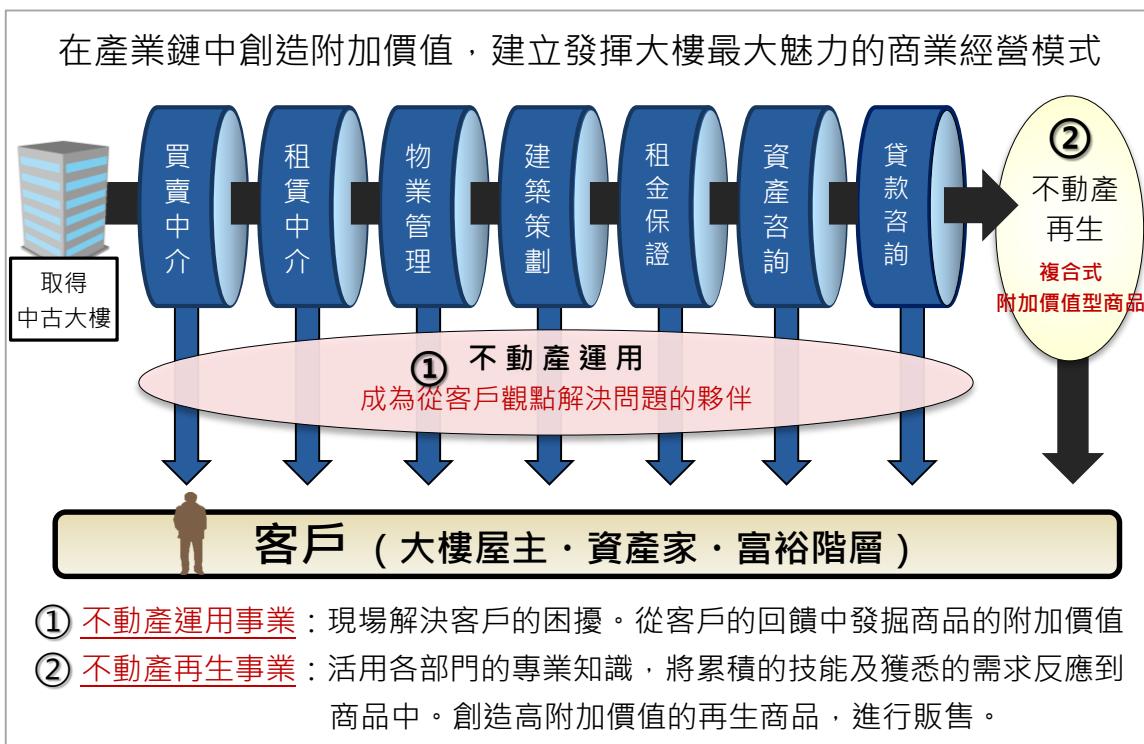 在產業鏈中創造附加價值，建立發揮大樓最大魅力的商業經營模式
取得
中古大樓
買賣中介
租賃中介
物業管理
建築策劃
租金保證
資產咨詢
貸款咨詢
②
不動產
再生
複合式
附加價值型商品
① 不動產運用
成為從客戶觀點解決問題的夥伴
客戶（大樓屋主・資產家・富裕階層）
① 不動產運用事業：現場解決客戶的困擾。從客戶的回饋中發掘商品的附加價值
② 不動產再生事業：活用各部門的專業知識，將累積的技能及獲悉的需求反應到
商品中。創造高附加價值的再生商品，進行販售。